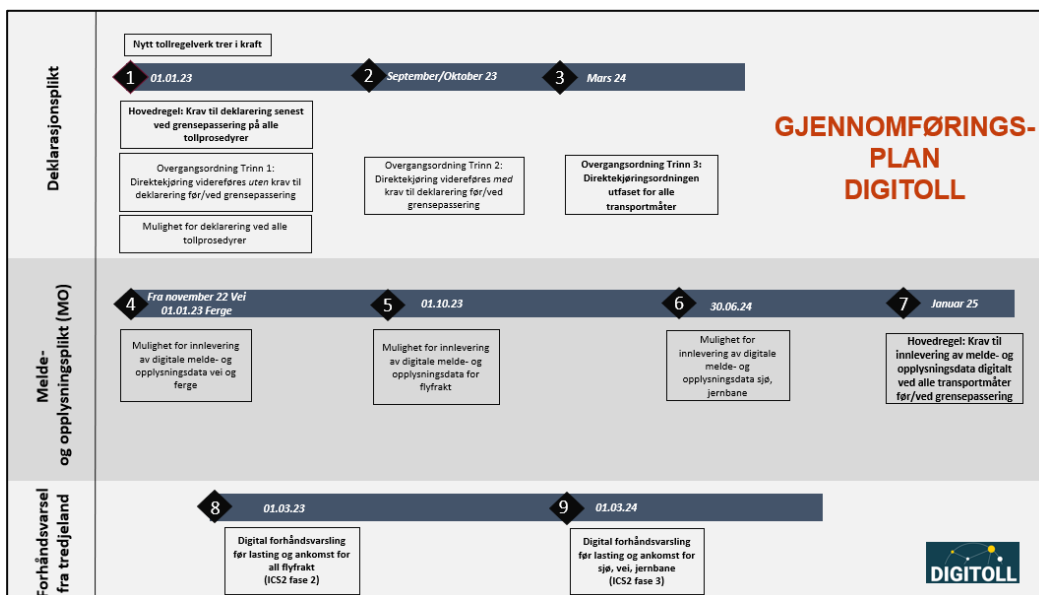 Deklarasjonsplikt
Nytt tollregelverk trer i kraft
1
01.01.23
2
September/Oktober 23
3
Mars 24
Hovedregel: Krav til deklarering senest
ved grensepassering på alle
tollprosedyrer
Overgangsordning Trinn 1:
Direktekjøring videreføres uten krav til
deklarering før/ved grensepassering
Mulighet for deklarering ved alle
tollprosedyrer
Overgangsordning Trinn 2:
Direktekjøring videreføres med
krav til deklarering før/ved
grensepassering
Overgangsordning Trinn 3:
Direktekjøringsordningen
utfaset for alle
transportmåter
GJENNOMFØRINGS-
PLAN
DIGITOLL
Melde-
og opplysningsplikt (MO)
4
Fra november 22 Vei
01.01.23 Ferge
5
01.10.23
6
30.06.24
7
Januar 25
Mulighet for innlevering
av digitale melde- og
opplysningsdata vei og
ferge
Mulighet for innlevering
av digitale melde- og
opplysningsdata for
flyfrakt
Mulighet for
innlevering av digitale
melde- og
opplysningsdata sjø,
jernbane
Hovedregel: Krav til
innlevering av melde- og
opplysningsdata digitalt
ved alle transportmåter
før/ved grensepassering
Forhåndsvarsel
fra tredjeland
8
01.03.23
9
01.03.24
Digital forhåndsvarsling
før lasting og ankomst for
all flyfrakt
(ICS2 fase 2)
Digital forhåndsvarsling
før lasting og ankomst for
sjø, vei, jernbane
(ICS2 fase 3)
DIGITOLL